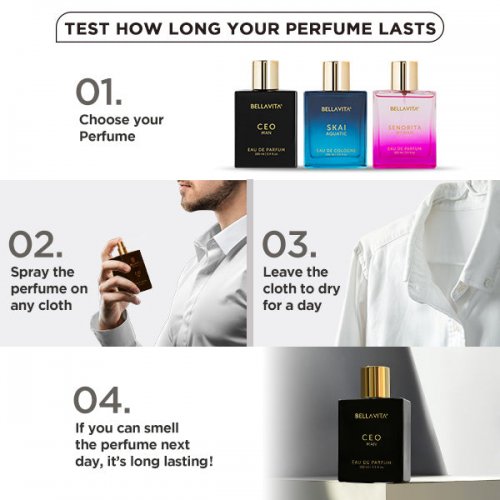 TEST HOW LONG YOUR PERFUME LASTS
01.
Choose your
Perfume
BELLAVITA®
CEO
MAN
EAU DE PARFUM
BELLAVITA®
SKAI
AQUATIC
EAU DE COLOGNE
BELLAVITA®
SENORITA
EAU DE PARFUM
02.
Spray the
perfume on
any cloth
03.
Leave the
cloth to dry
for a day
04.
If you can smell
the perfume next
day, it's long lasting!
BELLAVITA®
CEO
MAN
EAU DE PARFUM